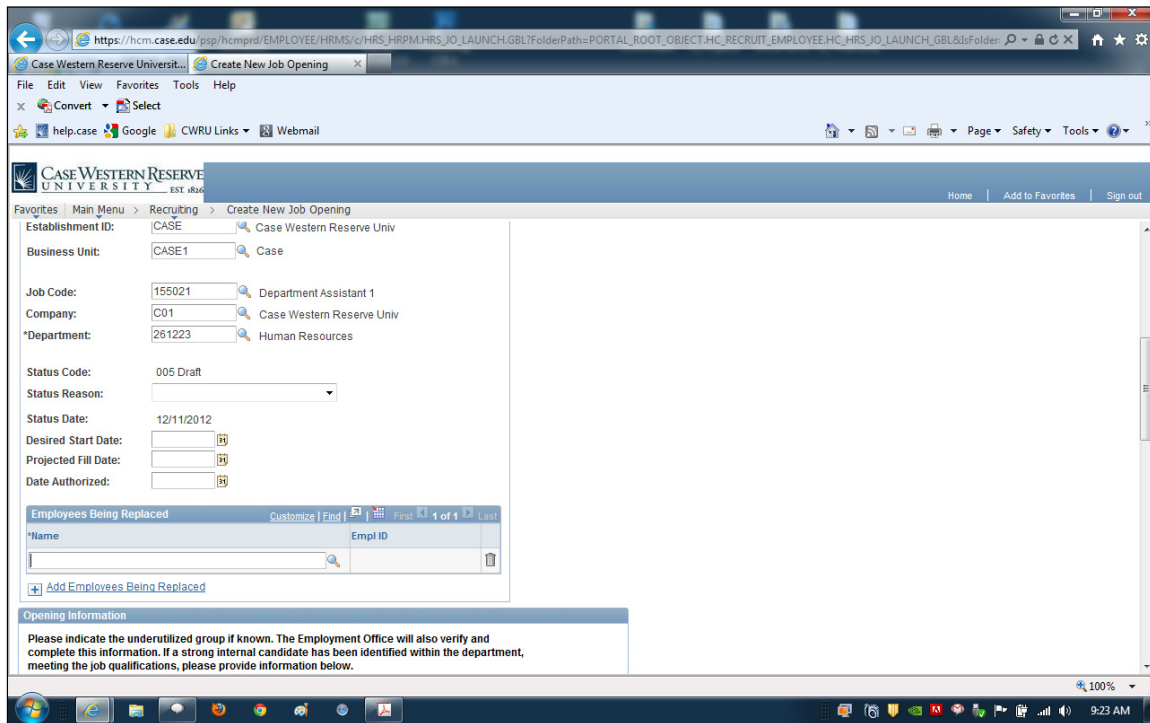 https://hcm.case.edu/psp/hcmprd/EMPLOYEE/HRMS/c/HRS_HRPM.HRS_JO_LAUNCH.GBL?FolderPath=PORTAL_ROOT_OBJECT.HC_RECRUIT_EMPLOYEE.HC_HRS_JO_LAUNCH_GBL&IsFolder:
Case Western Reserve Universit... Create New Job Opening
File Edit View Favorites Tools Help
Convert Select
help.case Google CWRU Links Webmail Page Safety Tools
CASE WESTERN RESERVE
UNIVERSITY EST. 1826
Home | Add to Favorites | Sign out
Favorites Main Menu > Recruiting > Create New Job Opening
Establishment ID: CASE Case Western Reserve Univ
Business Unit: CASE1 Case
Job Code: 155021 Department Assistant 1
Company: C01 Case Western Reserve Univ
*Department: 261223 Human Resources
Status Code: 005 Draft
Status Reason:
Status Date: 12/11/2012
Desired Start Date:
Projected Fill Date:
Date Authorized:
Employees Being Replaced Customize | Find | First 1 of 1 Last
*Name Empl ID
Add Employees Being Replaced
Opening Information
Please indicate the underutilized group if known. The Employment Office will also verify and
complete this information. If a strong internal candidate has been identified within the department,
meeting the job qualifications, please provide information below.
100%
9:23 AM